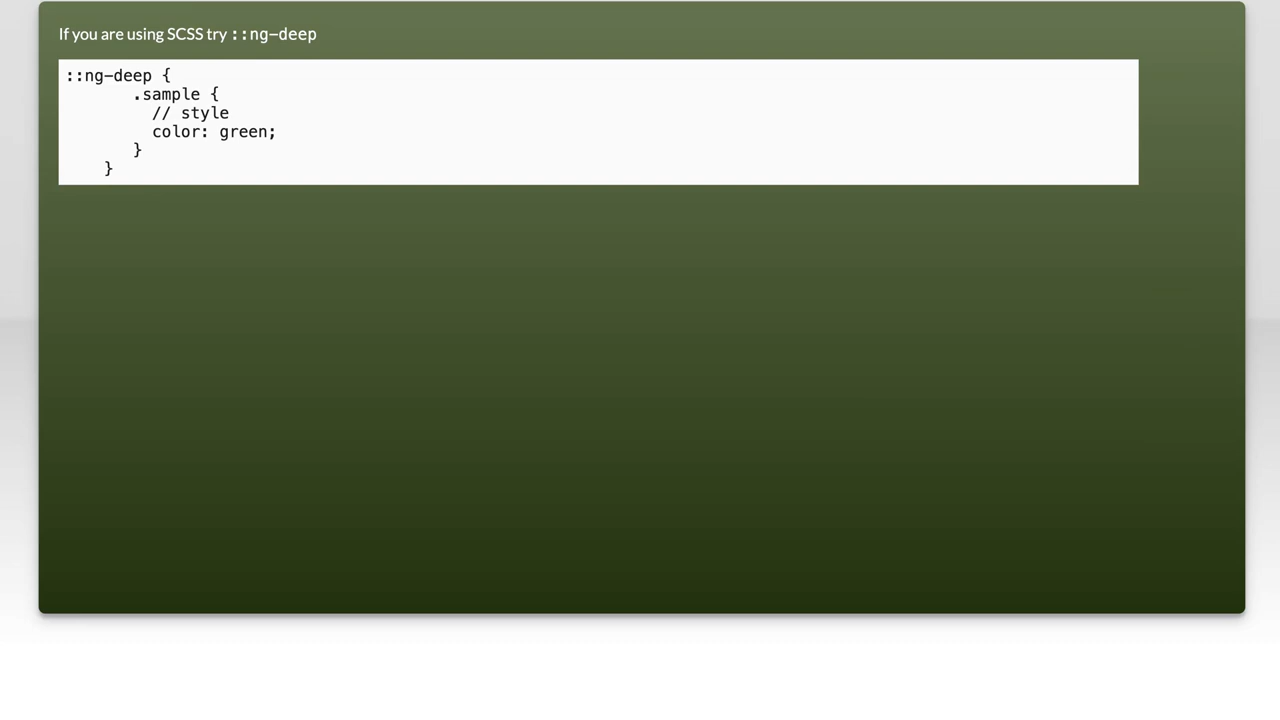 If you are using SCSS try ::ng-deep
::ng-deep {
       .sample {
         // style
         color: green;
       }
    }